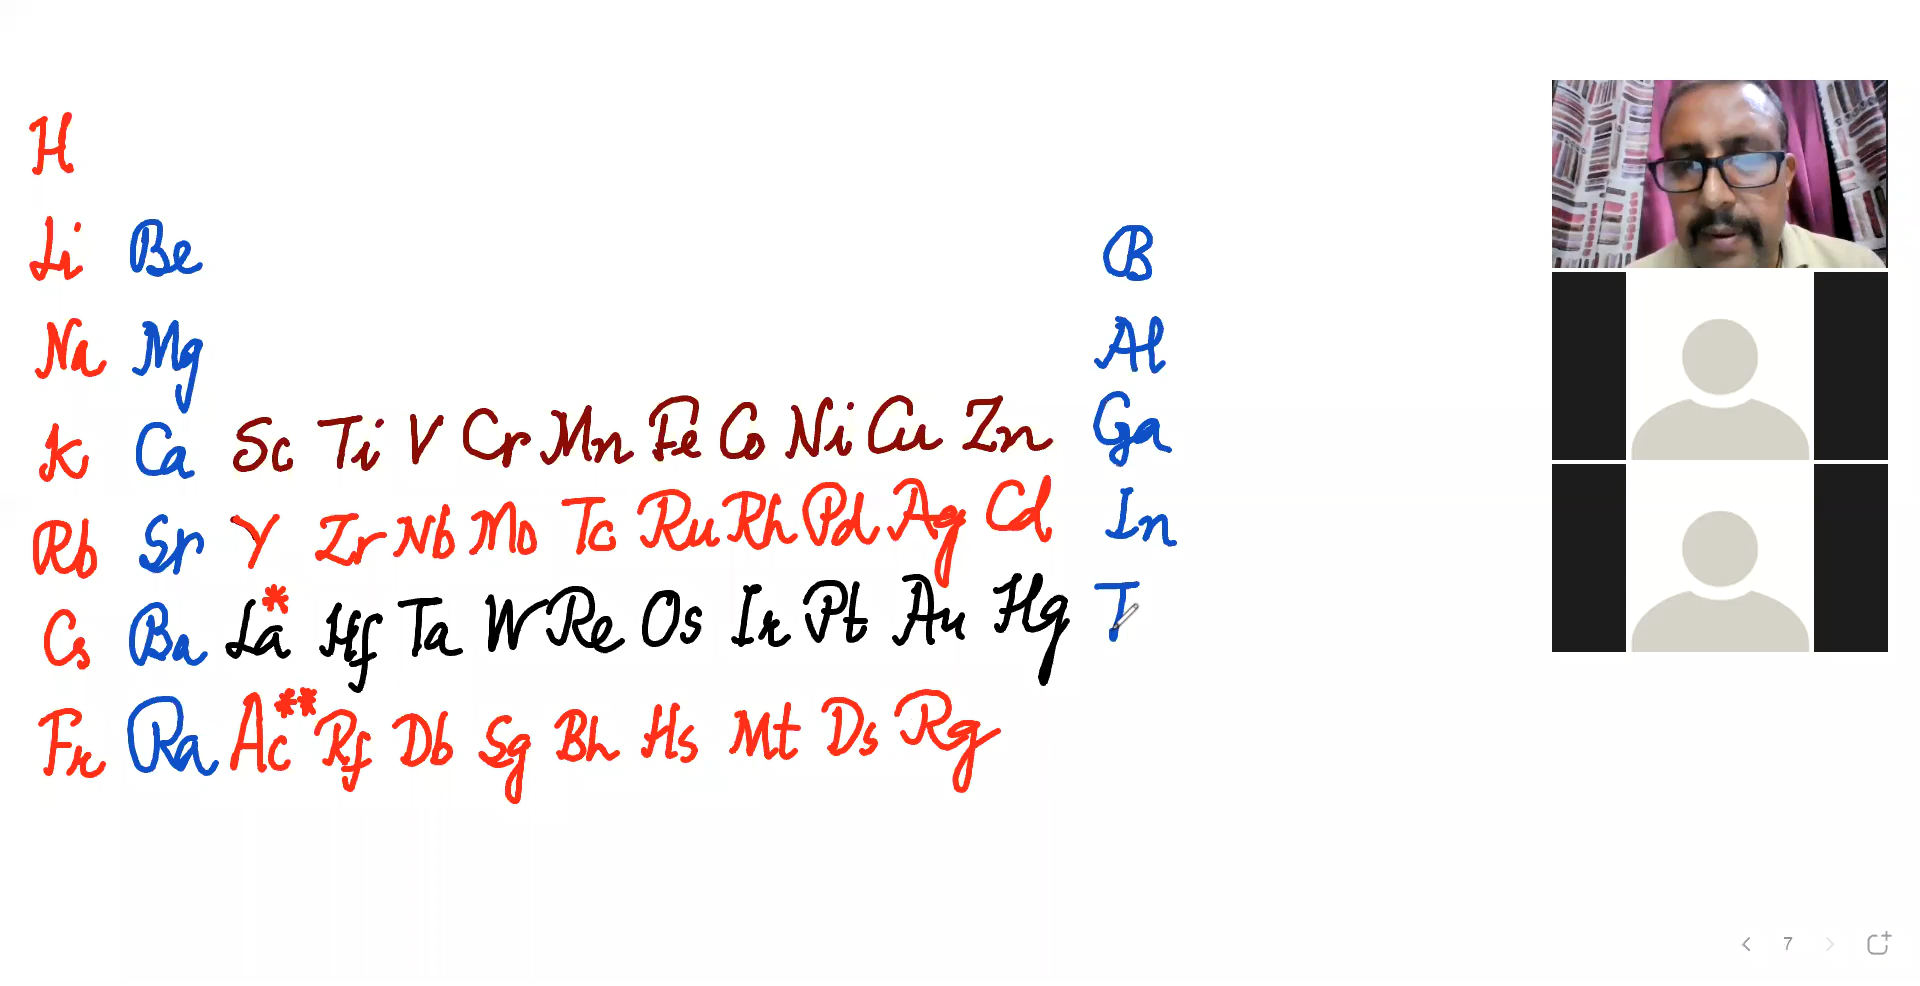 H
Li Be B
Na Mg Al
K Ca Sc Ti V Cr Mn Fe Co Ni Cu Zn Ga
Rb Sr Y Zr Nb Mo Tc Ru Rh Pd Ag Cd In
Cs Ba La* Hf Ta W Re Os Ir Pt Au Hg T
Fr Ra Ac** Rf Db Sg Bh Hs Mt Ds Rg
7